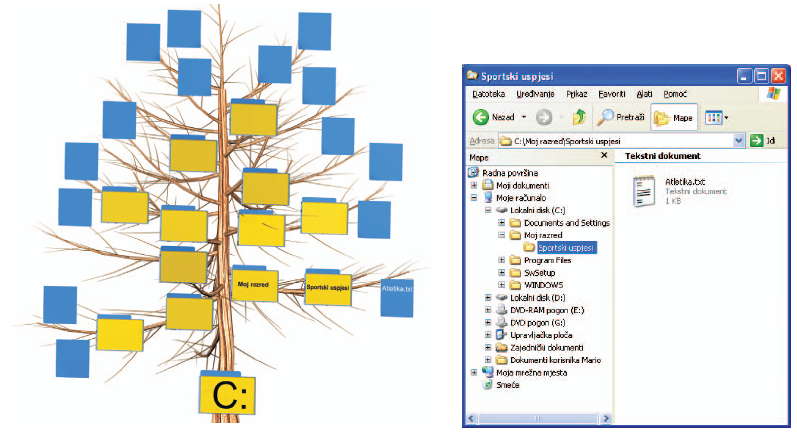 Moj razred
Sportski uspjesi
Atletika.txt
C:
Sportski uspjesi
Datoteka Uređivanje Prikaz Favoriti Alati Pomoć
Nazad Pretraži Mape
Adresa C:\Moj razred\Sportski uspjesi Idi
Mape
Radna površina
Moji dokumenti
Moje računalo
Lokalni disk (C:)
Documents and Settings
Moj razred
Sportski uspjesi
Program Files
SwSetup
WINDOWS
Lokalni disk (D:)
DVD-RAM pogon (E:)
DVD pogon (G:)
Upravljačka ploča
Zajednički dokumenti
Dokumenti korisnika Mario
Moja mrežna mjesta
Smeće
Tekstni dokument
Atletika.txt
Tekstni dokument
1 KB